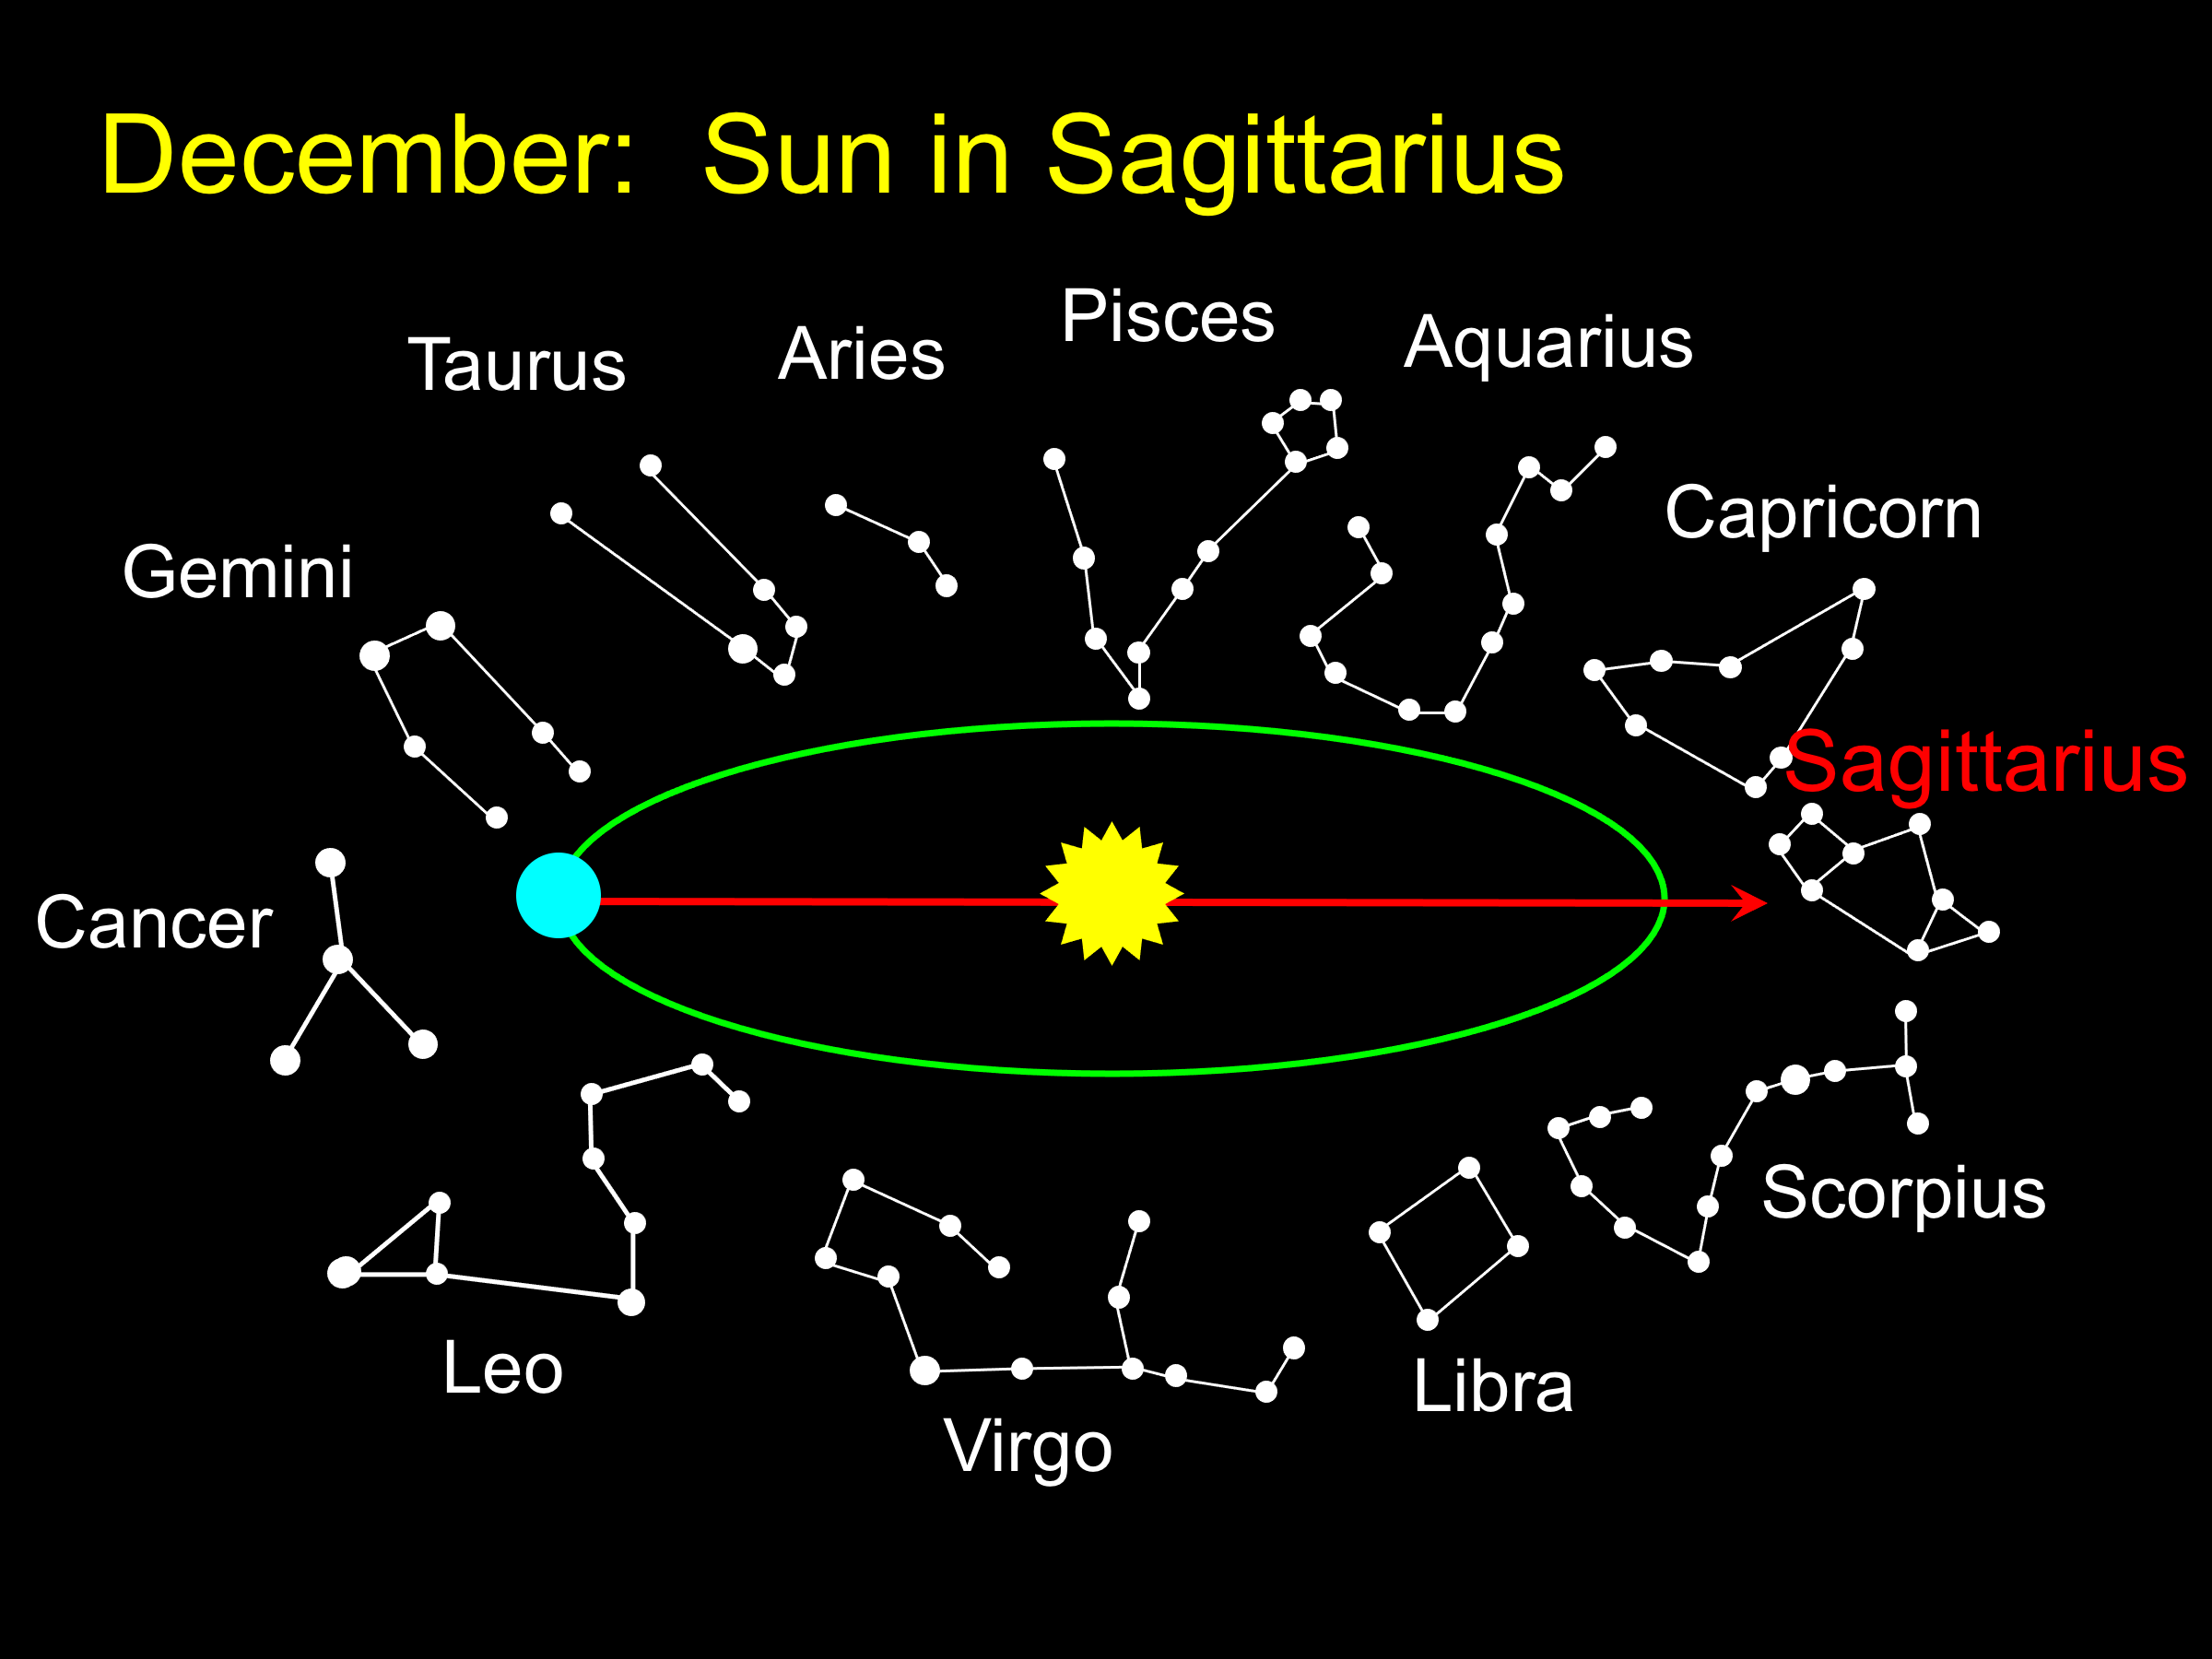 December:  Sun in Sagittarius
Pisces
Aquarius
Aries
Taurus
Capricorn
Gemini
Sagittarius
Cancer
Scorpius
Leo
Libra
Virgo